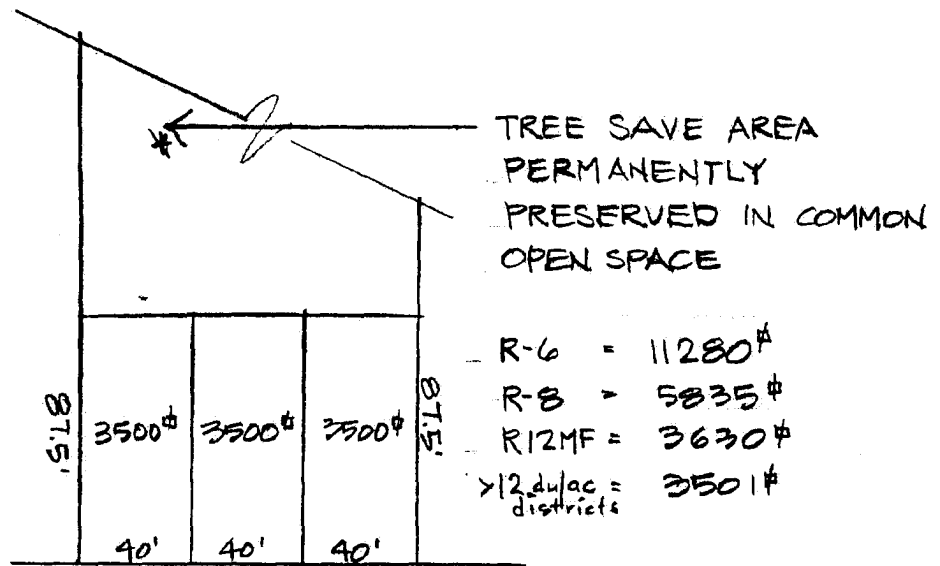 TREE SAVE AREA
PERMANENTLY
PRESERVED IN COMMON
OPEN SPACE
R-6 = 11280⌗
R-8 = 5835⌗
R12MF = 3630⌗
>12 du/ac = 3501⌗
districts
87.5'
3500⌗ 3500⌗ 3500⌗
87.5'
40' 40' 40'